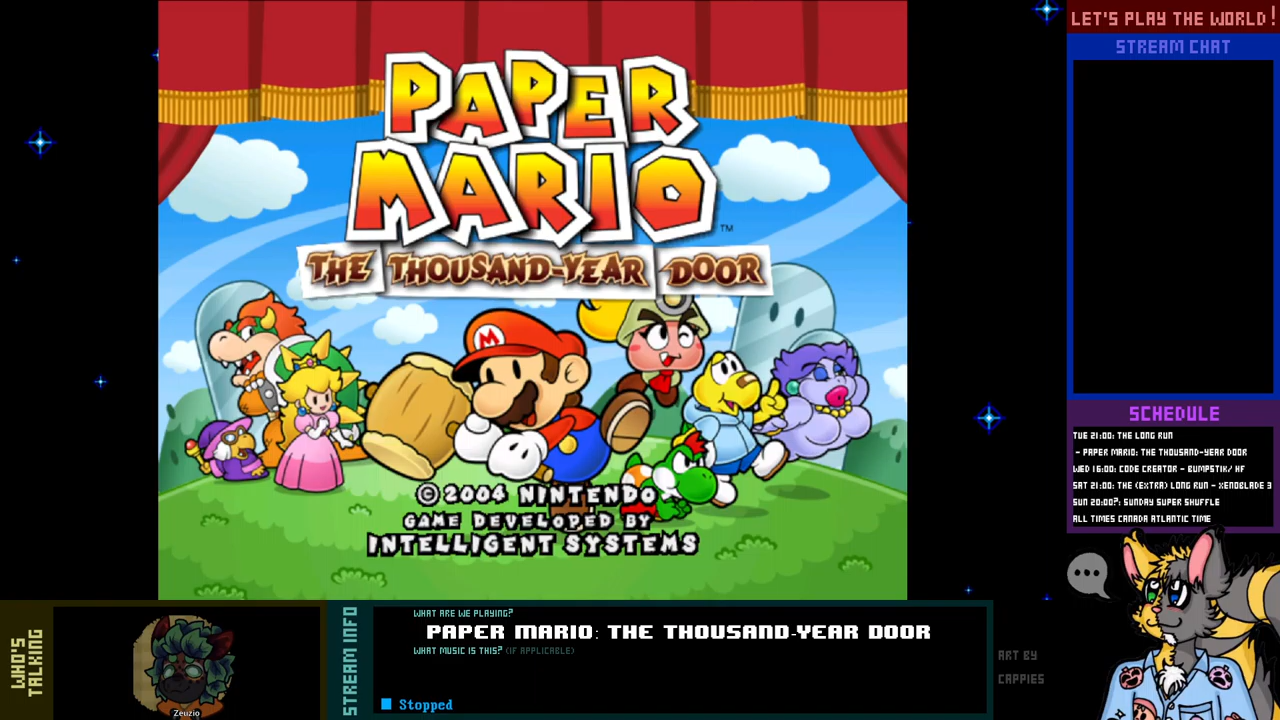 PAPER
MARIO
TM
THE THOUSAND-YEAR DOOR
M
© 2004 NINTENDO
GAME DEVELOPED BY
INTELLIGENT SYSTEMS
LET'S PLAY THE WORLD!
STREAM CHAT
SCHEDULE
TUE 21:00: THE LONG RUN
- PAPER MARIO: THE THOUSAND-YEAR DOOR
WED 16:00: CODE CREATOR - BUMPSTIK/ HF
SAT 21:00: THE (EXTRA) LONG RUN - XENOBLADE 3
SUN 20:00?: SUNDAY SUPER SHUFFLE
ALL TIMES CANADA ATLANTIC TIME
WHO'S
TALKING
Zeuzio
STREAM INFO
WHAT ARE WE PLAYING?
PAPER MARIO: THE THOUSAND-YEAR DOOR
WHAT MUSIC IS THIS? (IF APPLICABLE)
Stopped
ART BY
CAPPIES